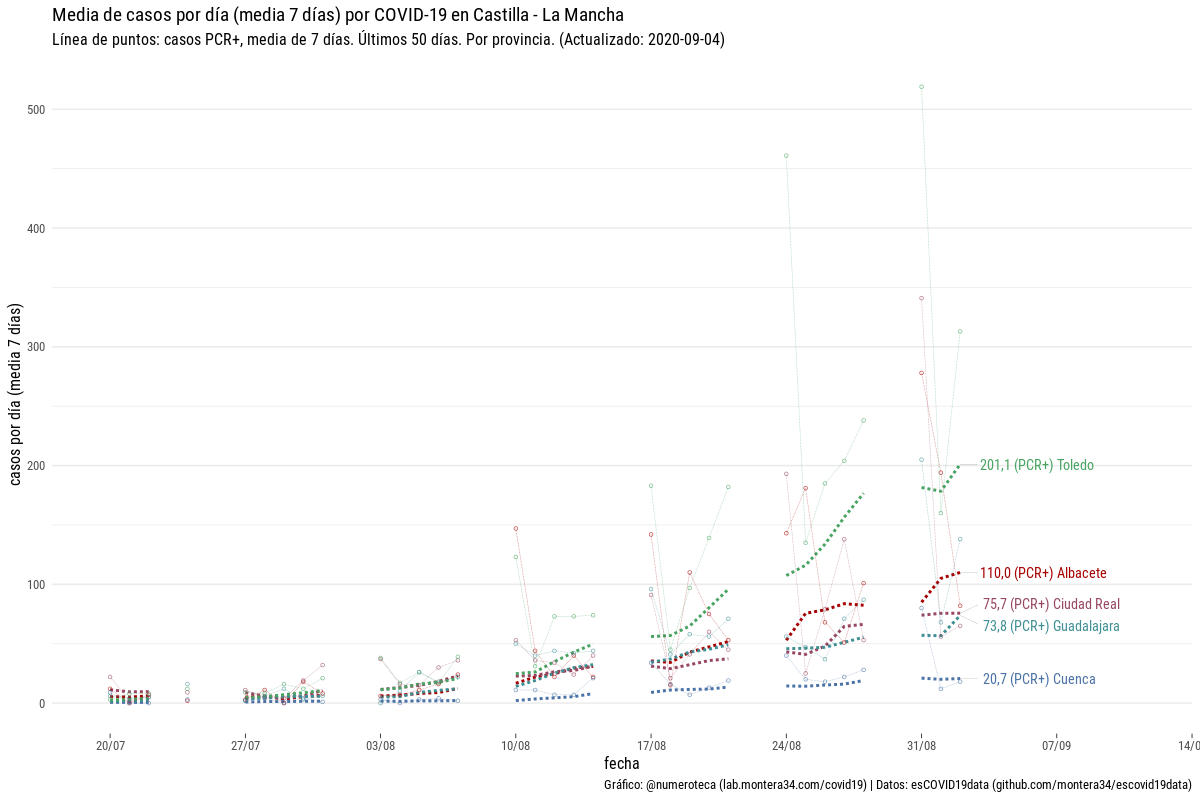 Media de casos por día (media 7 días) por COVID-19 en Castilla - La Mancha
Línea de puntos: casos PCR+, media de 7 días. Últimos 50 días. Por provincia. (Actualizado: 2020-09-04)
casos por día (media 7 días)
500
400
300
200
100
0
201,1 (PCR+) Toledo
110,0 (PCR+) Albacete
75,7 (PCR+) Ciudad Real
73,8 (PCR+) Guadalajara
20,7 (PCR+) Cuenca
20/07
27/07
03/08
10/08
17/08
24/08
31/08
07/09
14/0
fecha
Gráfico: @numeroteca (lab.montera34.com/covid19) | Datos: esCOVID19data (github.com/montera34/escovid19data)